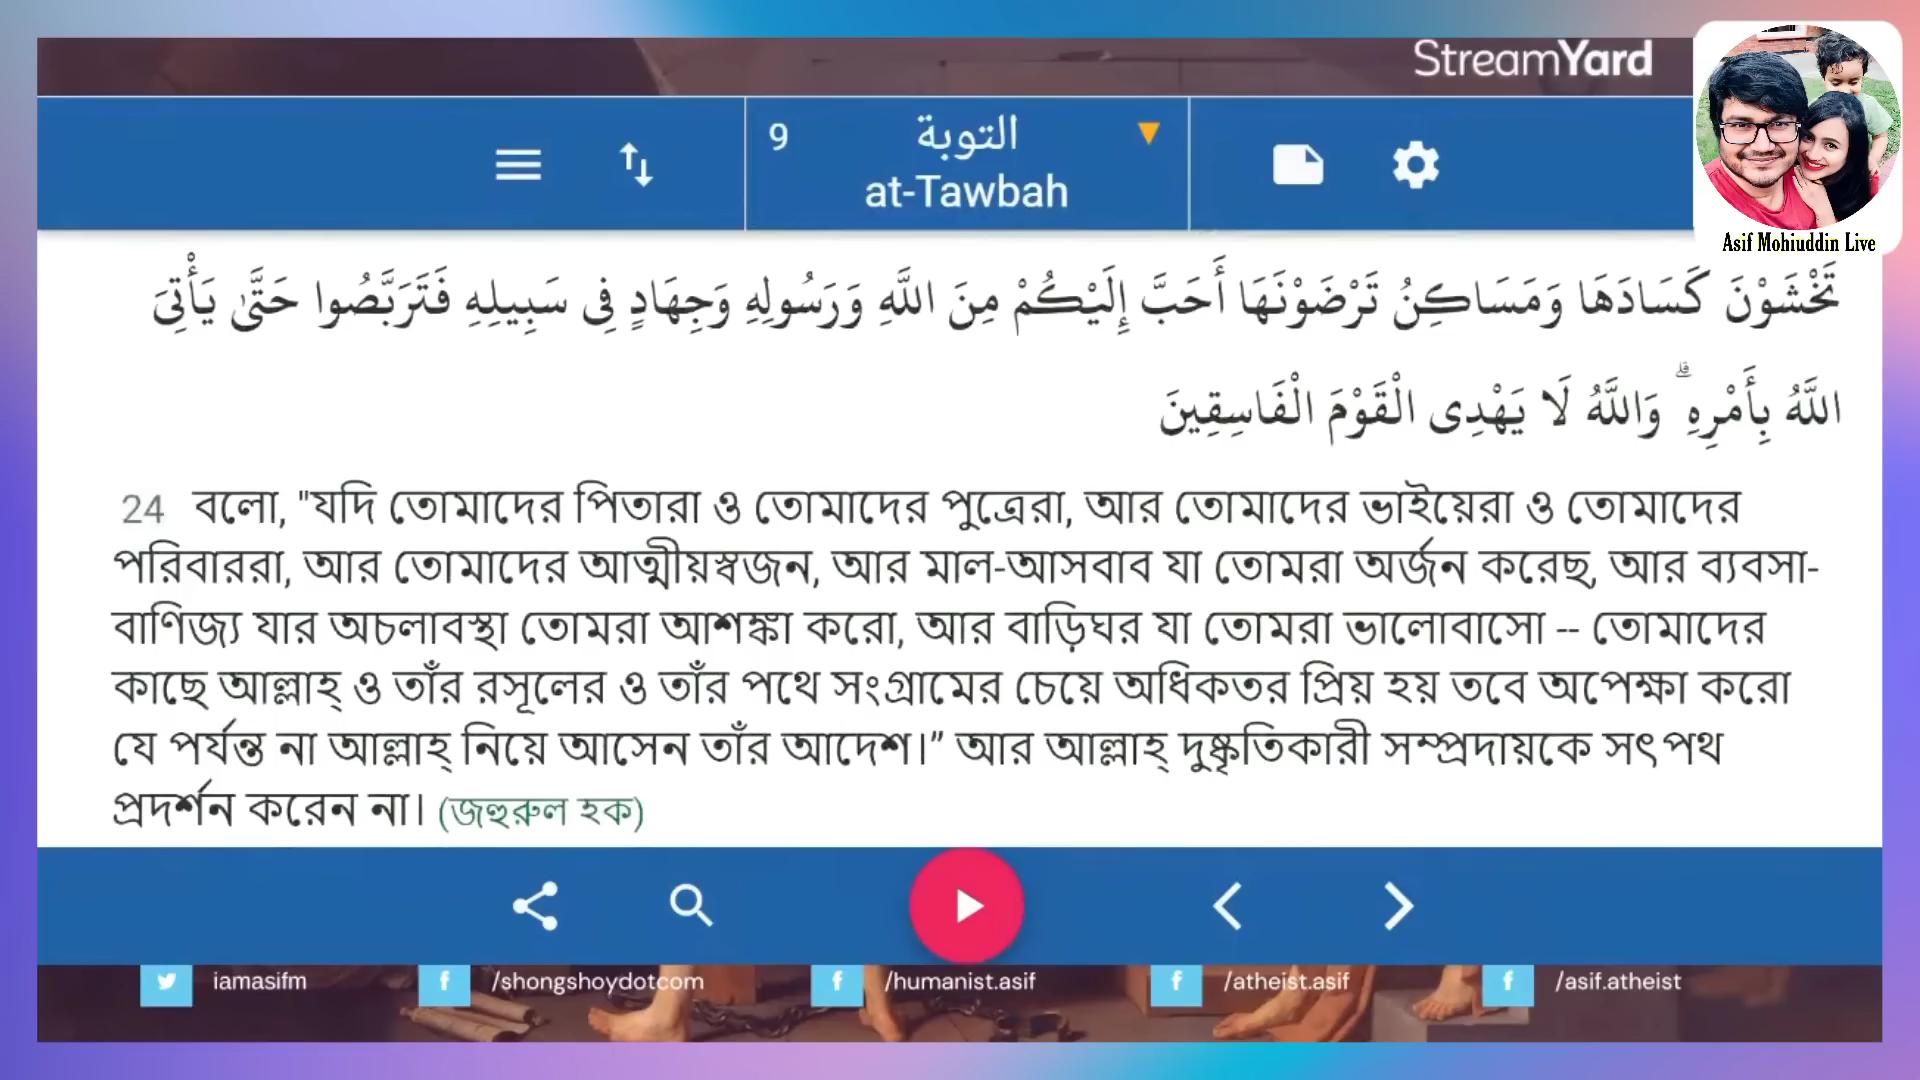 StreamYard
9
التوبة
at-Tawbah
Asif Mohiuddin Live
تَخْشَوْنَ كَسَادَهَا وَمَسَاكِنُ تَرْضَوْنَهَا أَحَبَّ إِلَيْكُمْ مِنَ اللَّهِ وَرَسُولِهِ وَجِهَادٍ فِى سَبِيلِهِ فَتَرَبَّصُوا حَتَّىٰ يَأْتِىَ
اللَّهُ بِأَمْرِهِ ۗ وَاللَّهُ لَا يَهْدِى الْقَوْمَ الْفَاسِقِينَ
24 বলো, "যদি তোমাদের পিতারা ও তোমাদের পুত্রেরা, আর তোমাদের ভাইয়েরা ও তোমাদের
পরিবাররা, আর তোমাদের আত্মীয়স্বজন, আর মাল-আসবাব যা তোমরা অর্জন করেছ, আর ব্যবসা-
বাণিজ্য যার অচলাবস্থা তোমরা আশঙ্কা করো, আর বাড়িঘর যা তোমরা ভালোবাসো -- তোমাদের
কাছে আল্লাহ্ ও তাঁর রসূলের ও তাঁর পথে সংগ্রামের চেয়ে অধিকতর প্রিয় হয় তবে অপেক্ষা করো
যে পর্যন্ত না আল্লাহ্ নিয়ে আসেন তাঁর আদেশ।” আর আল্লাহ্ দুষ্কৃতিকারী সম্প্রদায়কে সৎপথ
প্রদর্শন করেন না। (জহুরুল হক)
iamasifm
/shongshoydotcom
/humanist.asif
/atheist.asif
/asif.atheist